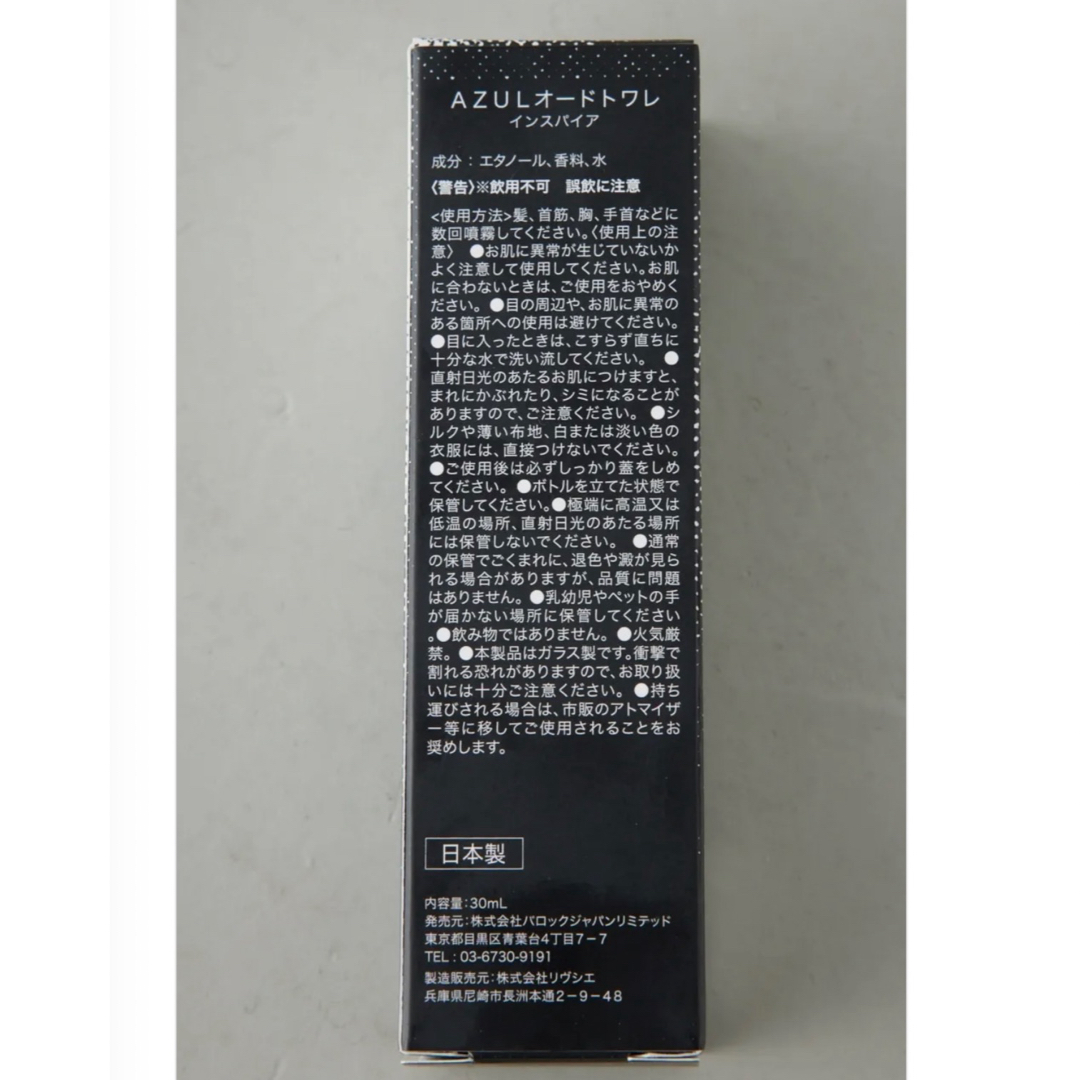 AZULオードトワレ
インスパイア
成分：エタノール、香料、水
〈警告〉※飲用不可　誤飲に注意
<使用方法>髪、首筋、胸、手首などに
数回噴霧してください。〈使用上の注
意〉 ●お肌に異常が生じていないか
よく注意して使用してください。お肌
に合わないときは、ご使用をおやめく
ださい。 ●目の周辺や、お肌に異常の
ある箇所への使用は避けてください。
●目に入ったときは、こすらず直ちに
十分な水で洗い流してください。 ●
直射日光のあたるお肌につけますと、
まれにかぶれたり、シミになることが
ありますので、ご注意ください。 ●シ
ルクや薄い布地、白または淡い色の
衣服には、直接つけないでください。
●ご使用後は必ずしっかり蓋をしめ
てください。 ●ボトルを立てた状態で
保管してください。●極端に高温又は
低温の場所、直射日光のあたる場所
には保管しないでください。 ●通常
の保管でごくまれに、退色や澱が見ら
れる場合がありますが、品質に問題
はありません。 ●乳幼児やペットの手
が届かない場所に保管してください
。●飲み物ではありません。 ●火気厳
禁。 ●本製品はガラス製です。衝撃で
割れる恐れがありますので、お取り扱
いには十分ご注意ください。 ●持ち
運びされる場合は、市販のアトマイザ
ー等に移してご使用されることをお
奨めします。
日本製
内容量：30mL
発売元：株式会社バロックジャパンリミテッド
東京都目黒区青葉台4丁目7－7
TEL : 03-6730-9191
製造販売元：株式会社リヴシエ
兵庫県尼崎市長洲本通2－9－48